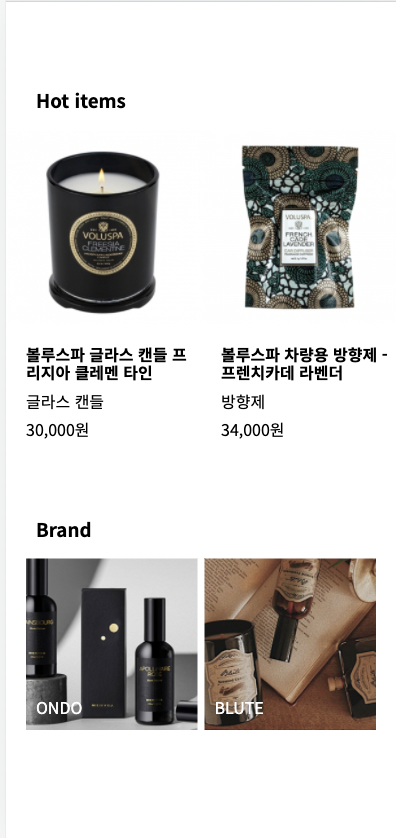 Hot items
VOLUSPA
FREESIA
CLEMENTINE
VOLUSPA
FRENCH
CADE
LAVENDER
볼루스파 글라스 캔들 프
리지아 클레멘 타인
글라스 캔들
30,000원
볼루스파 차량용 방향제 -
프렌치카데 라벤더
방향제
34,000원
Brand
ONDO
Blute
BLUTE